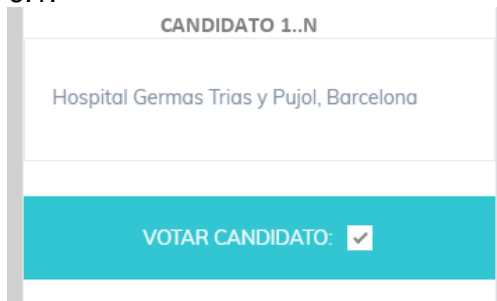 CANDIDATO 1..N
Hospital Germas Trias y Pujol, Barcelona
VOTAR CANDIDATO: